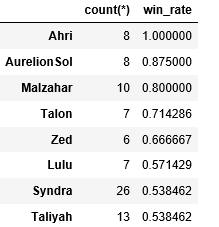 count(*) win_rate
Ahri 8 1.000000
AurelionSol 8 0.875000
Malzahar 10 0.800000
Talon 7 0.714286
Zed 6 0.666667
Lulu 7 0.571429
Syndra 26 0.538462
Taliyah 13 0.538462